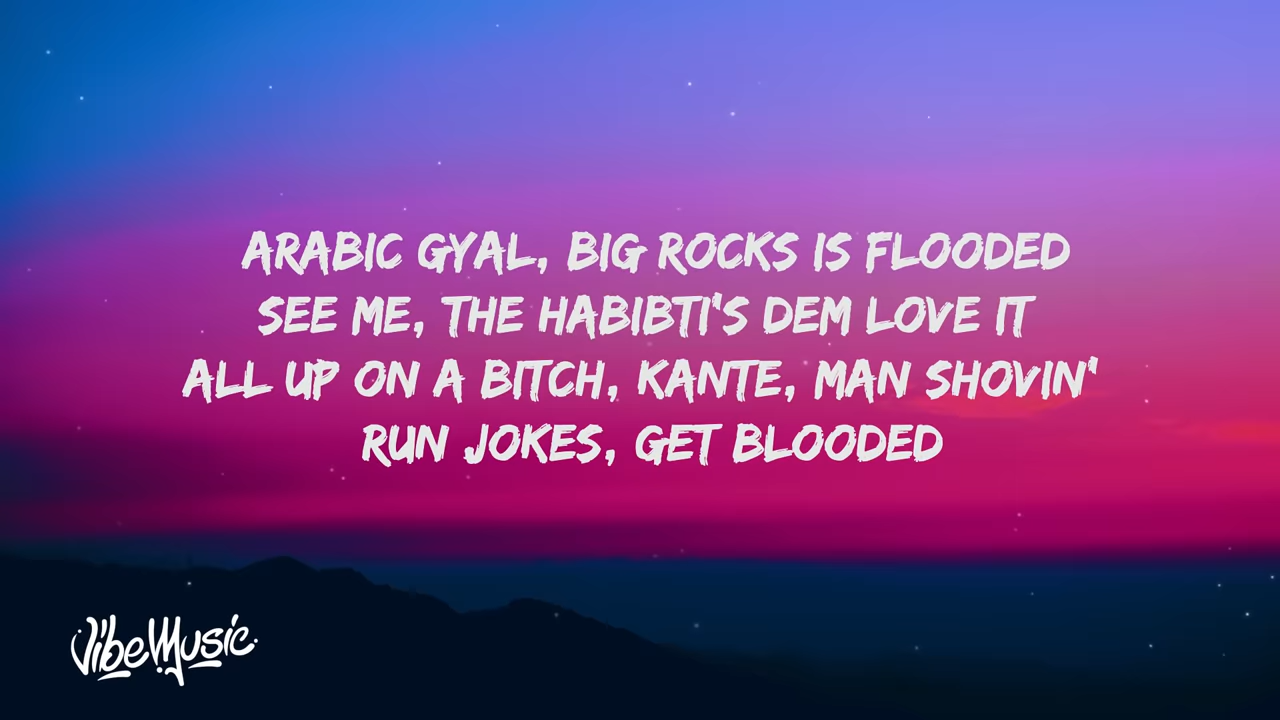 ARABIC GYAL, BIG ROCKS IS FLOODED
SEE ME, THE HABIBTI'S DEM LOVE IT
ALL UP ON A BITCH, KANTE, MAN SHOVIN'
RUN JOKES, GET BLOODED
VibeMusic